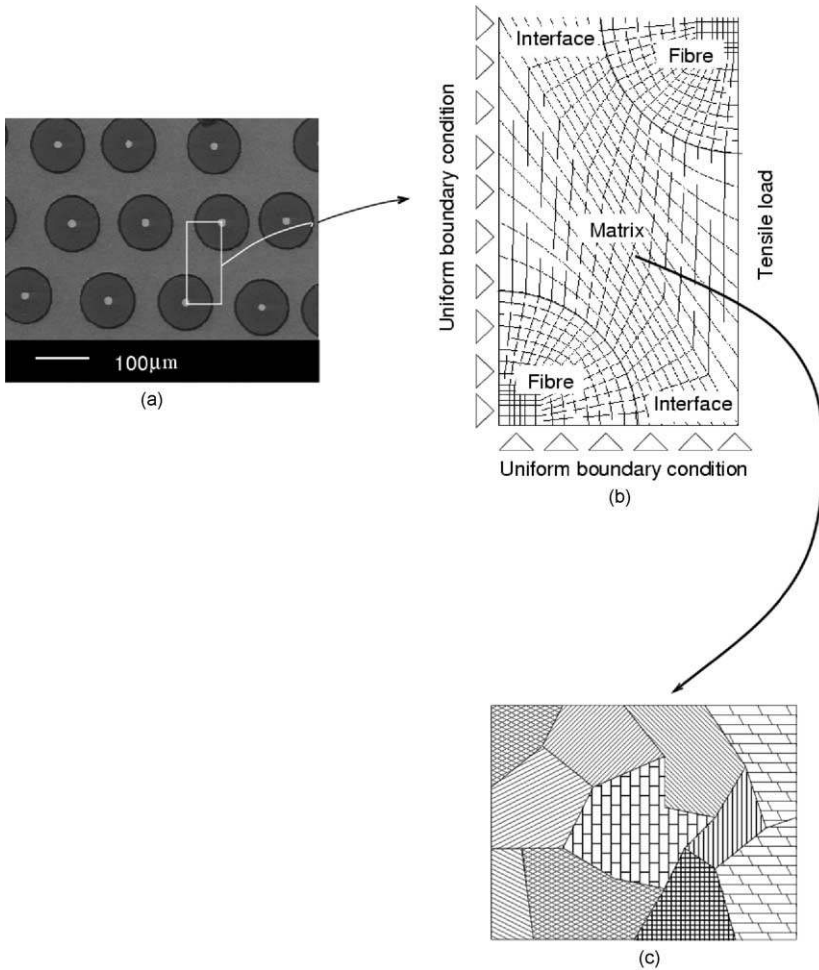 Interface
Fibre
Uniform boundary condition
Matrix
Tensile load
Fibre
Interface
Uniform boundary condition
(b)
100μm
(a)
(c)